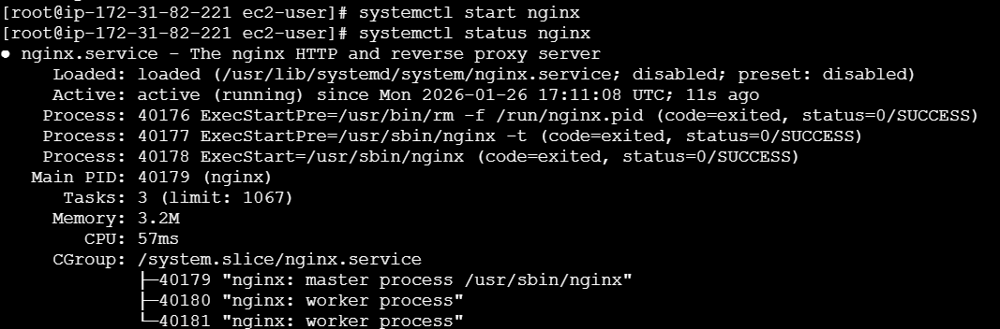 [root@ip-172-31-82-221 ec2-user]# systemctl start nginx
[root@ip-172-31-82-221 ec2-user]# systemctl status nginx
● nginx.service - The nginx HTTP and reverse proxy server
     Loaded: loaded (/usr/lib/systemd/system/nginx.service; disabled; preset: disabled)
     Active: active (running) since Mon 2026-01-26 17:11:08 UTC; 11s ago
    Process: 40176 ExecStartPre=/usr/bin/rm -f /run/nginx.pid (code=exited, status=0/SUCCESS)
    Process: 40177 ExecStartPre=/usr/sbin/nginx -t (code=exited, status=0/SUCCESS)
    Process: 40178 ExecStart=/usr/sbin/nginx (code=exited, status=0/SUCCESS)
   Main PID: 40179 (nginx)
      Tasks: 3 (limit: 1067)
     Memory: 3.2M
        CPU: 57ms
     CGroup: /system.slice/nginx.service
             ├─40179 "nginx: master process /usr/sbin/nginx"
             ├─40180 "nginx: worker process"
             └─40181 "nginx: worker process"